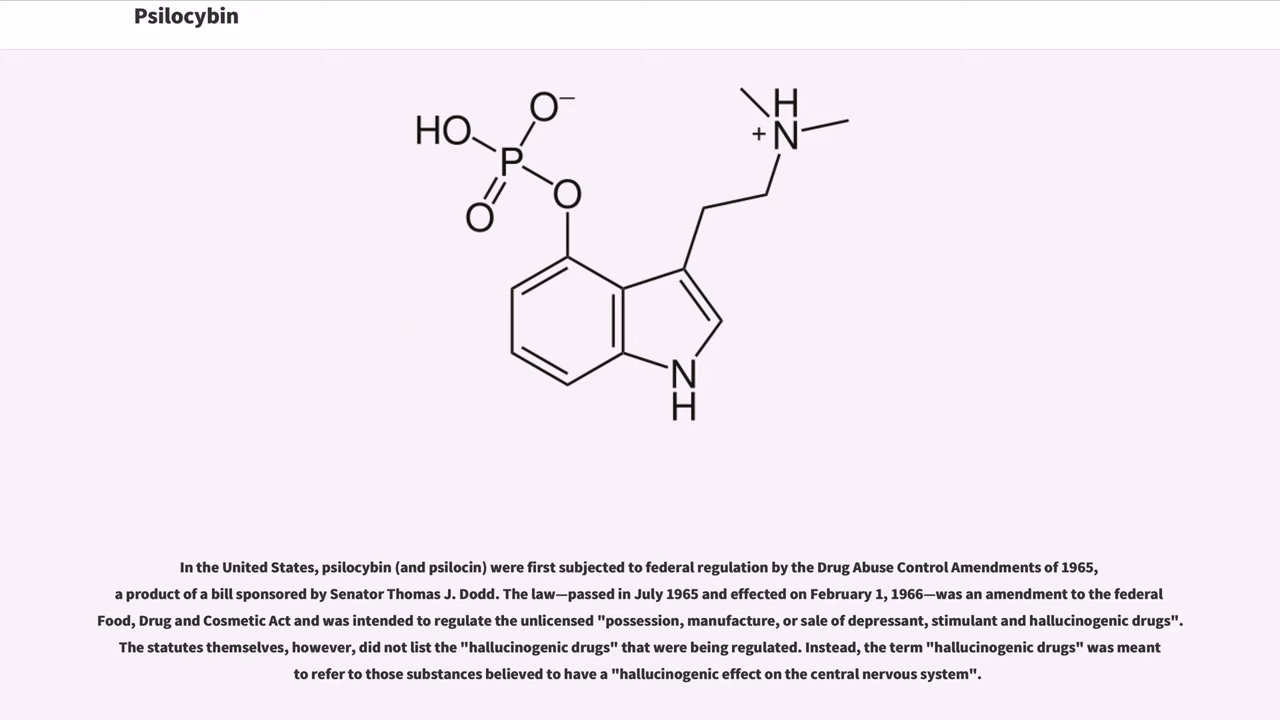 Psilocybin
O−
H
HO
+ N
P
O
O
N
H
In the United States, psilocybin (and psilocin) were first subjected to federal regulation by the Drug Abuse Control Amendments of 1965,
a product of a bill sponsored by Senator Thomas J. Dodd. The law—passed in July 1965 and effected on February 1, 1966—was an amendment to the federal
Food, Drug and Cosmetic Act and was intended to regulate the unlicensed "possession, manufacture, or sale of depressant, stimulant and hallucinogenic drugs".
The statutes themselves, however, did not list the "hallucinogenic drugs" that were being regulated. Instead, the term "hallucinogenic drugs" was meant
to refer to those substances believed to have a "hallucinogenic effect on the central nervous system".